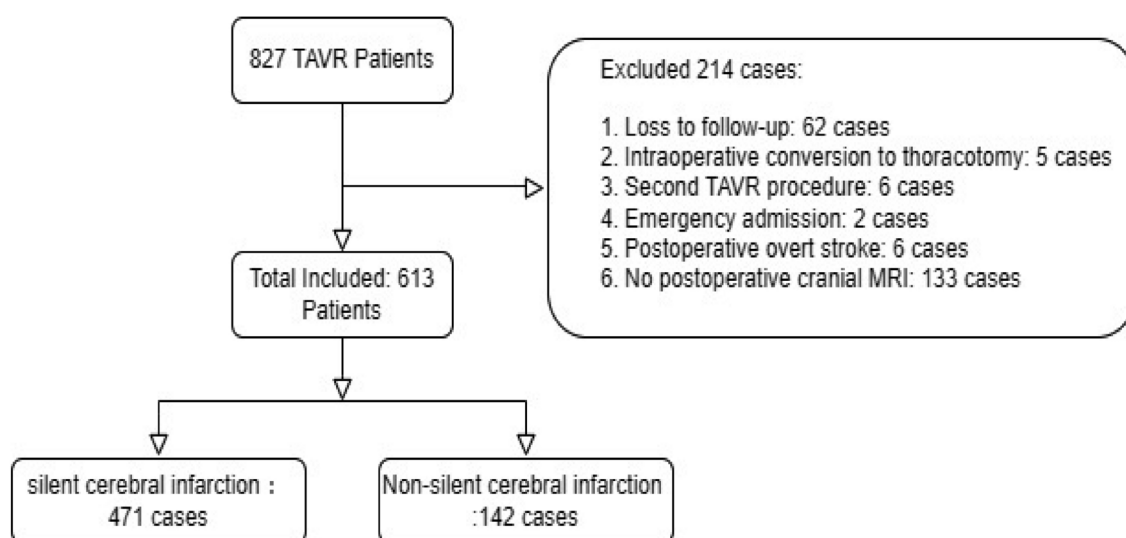 827 TAVR Patients
Excluded 214 cases:
1. Loss to follow-up: 62 cases
2. Intraoperative conversion to thoracotomy: 5 cases
3. Second TAVR procedure: 6 cases
4. Emergency admission: 2 cases
5. Postoperative overt stroke: 6 cases
6. No postoperative cranial MRI: 133 cases
Total Included: 613
Patients
silent cerebral infarction：
471 cases
Non-silent cerebral infarction
:142 cases